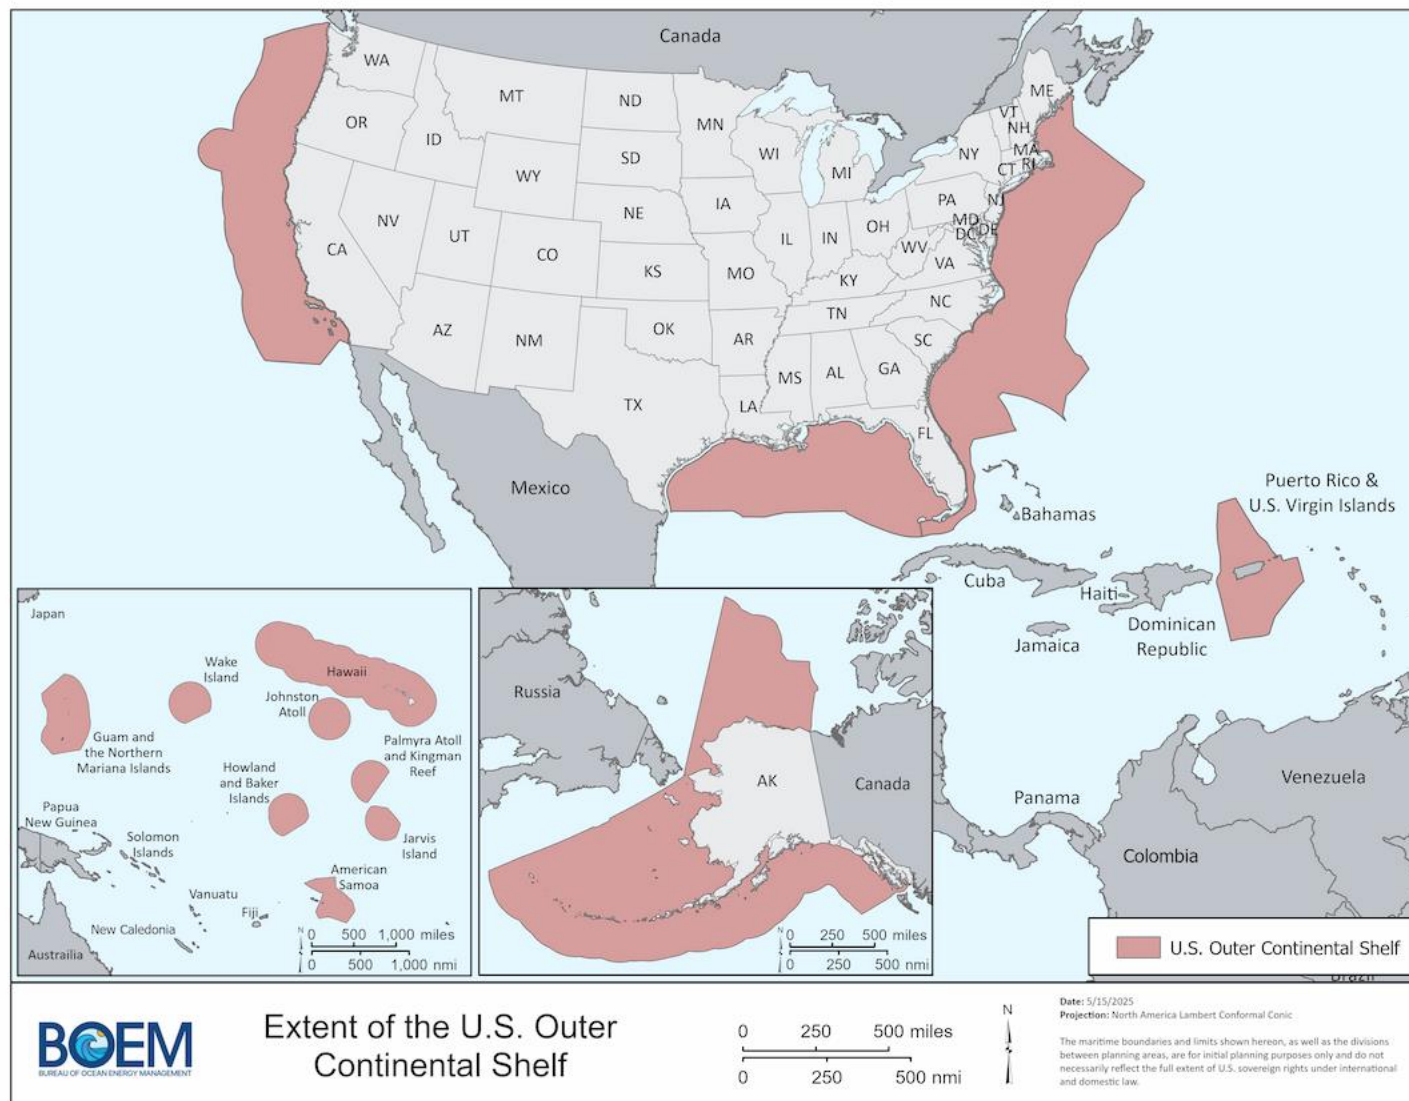 Canada
WA
MT
ND
MN
ME
VT
NH
OR
ID
SD
WI
MI
NY
MA
CT
RI
WY
IA
PA
NJ
NE
NV
UT
CO
IL
IN
OH
MD
DC
DE
CA
KS
MO
WV
VA
KY
NC
TN
AZ
NM
OK
AR
SC
MS
AL
GA
TX
LA
FL
Mexico
Bahamas
Puerto Rico &
U.S. Virgin Islands
Cuba
Haiti
Jamaica
Dominican
Republic
Venezuela
Panama
Colombia
Brazil
Japan
Wake
Island
Hawaii
Johnston
Atoll
Guam and
the Northern
Mariana Islands
Palmyra Atoll
and Kingman
Reef
Howland
and Baker
Islands
Papua
New Guinea
Solomon
Islands
Jarvis
Island
American
Samoa
Vanuatu
Fiji
New Caledonia
Austrailia
N
0 500 1,000 miles
0 500 1,000 nmi
Russia
AK
Canada
N
0 250 500 miles
0 250 500 nmi
U.S. Outer Continental Shelf
BOEM
BUREAU OF OCEAN ENERGY MANAGEMENT
Extent of the U.S. Outer
Continental Shelf
0 250 500 miles
0 250 500 nmi
N
Date: 5/15/2025
Projection: North America Lambert Conformal Conic
The maritime boundaries and limits shown hereon, as well as the divisions
between planning areas, are for initial planning purposes only and do not
necessarily reflect the full extent of U.S. sovereign rights under international
and domestic law.